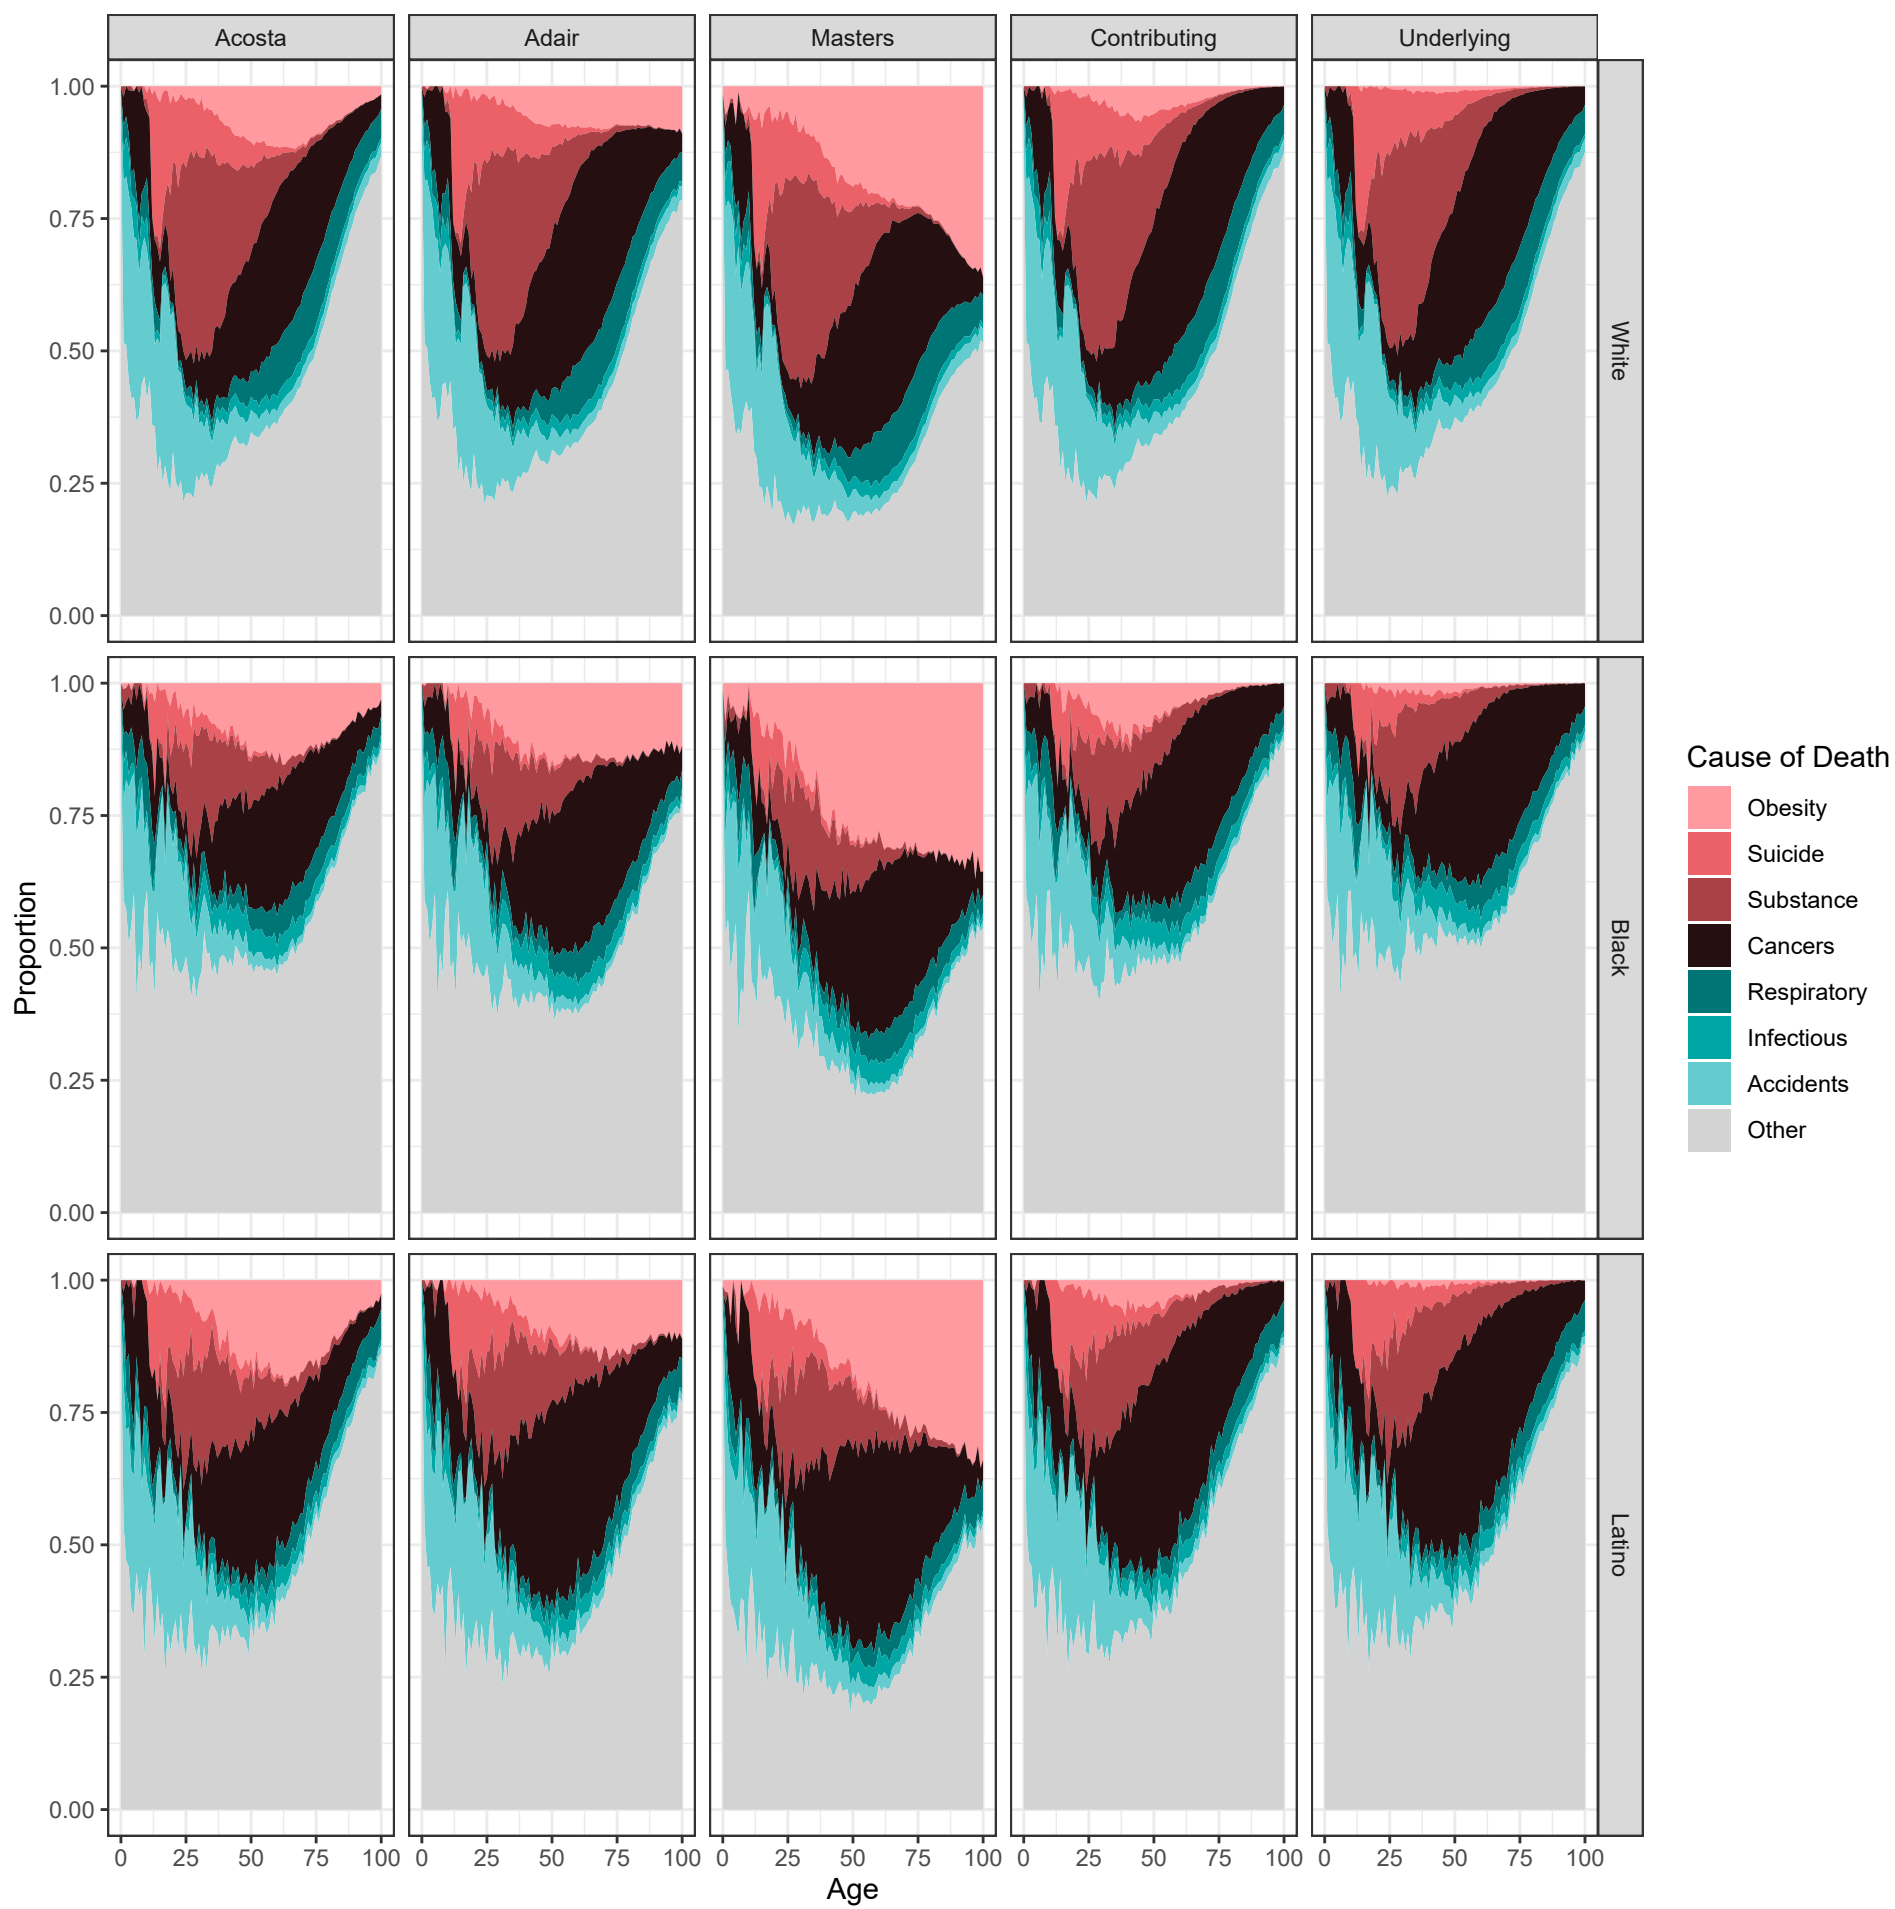 Acosta Adair Masters Contributing Underlying
1.00
0.75
0.50
0.25
0.00
White
1.00
0.75
0.50
0.25
0.00
Black
1.00
0.75
0.50
0.25
0.00
Latino
0 25 50 75 100 0 25 50 75 100 0 25 50 75 100 0 25 50 75 100 0 25 50 75 100
Age
Proportion
Cause of Death
Obesity
Suicide
Substance
Cancers
Respiratory
Infectious
Accidents
Other